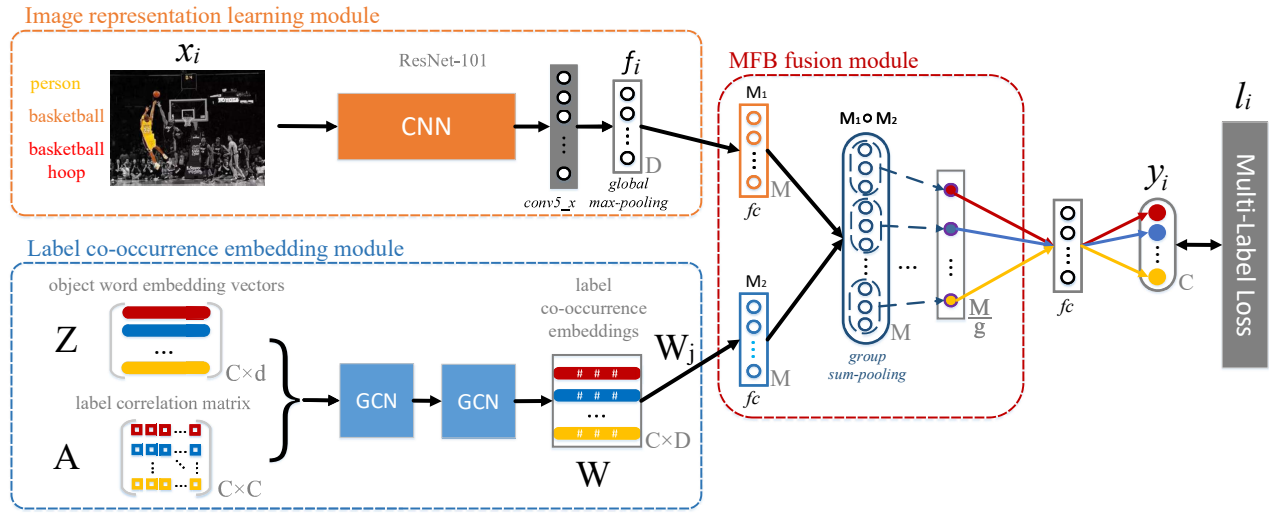 Image representation learning module
x_i
person
basketball
basketball
hoop
ResNet-101
CNN
conv5_x
f_i
D
global
max-pooling
MFB fusion module
M₁
M
fc
M₁∘M₂
M
group
sum-pooling
M/g
fc
y_i
C
l_i
Multi-Label Loss
Label co-occurrence embedding module
object word embedding vectors
Z
...
C×d
label correlation matrix
A
C×C
GCN
GCN
label
co-occurrence
embeddings
# # #
# # #
...
# # #
C×D
W
W_j
M₂
M
fc
...